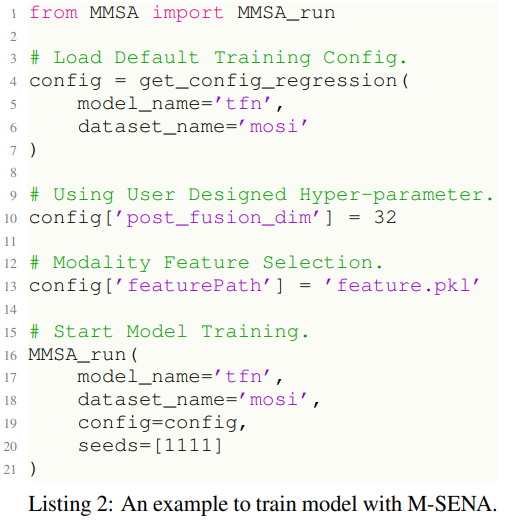 1 from MMSA import MMSA_run
2
3 # Load Default Training Config.
4 config = get_config_regression(
5     model_name='tfn',
6     dataset_name='mosi'
7 )
8
9 # Using User Designed Hyper-parameter.
10 config['post_fusion_dim'] = 32
11
12 # Modality Feature Selection.
13 config['featurePath'] = 'feature.pkl'
14
15 # Start Model Training.
16 MMSA_run(
17     model_name='tfn',
18     dataset_name='mosi',
19     config=config,
20     seeds=[1111]
21 )
Listing 2: An example to train model with M-SENA.